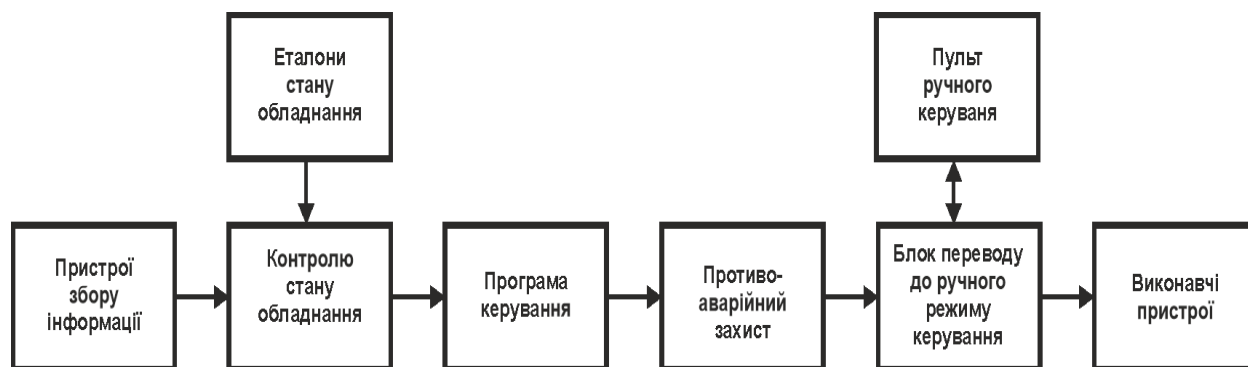 Еталони
стану
обладнання
Пульт
ручного
керуваня
Пристрої
збору
інформації
Контролю
стану
обладнання
Програма
керування
Противо-
аварійний
захист
Блок переводу
до ручного
режиму
керування
Виконавчі
пристрої